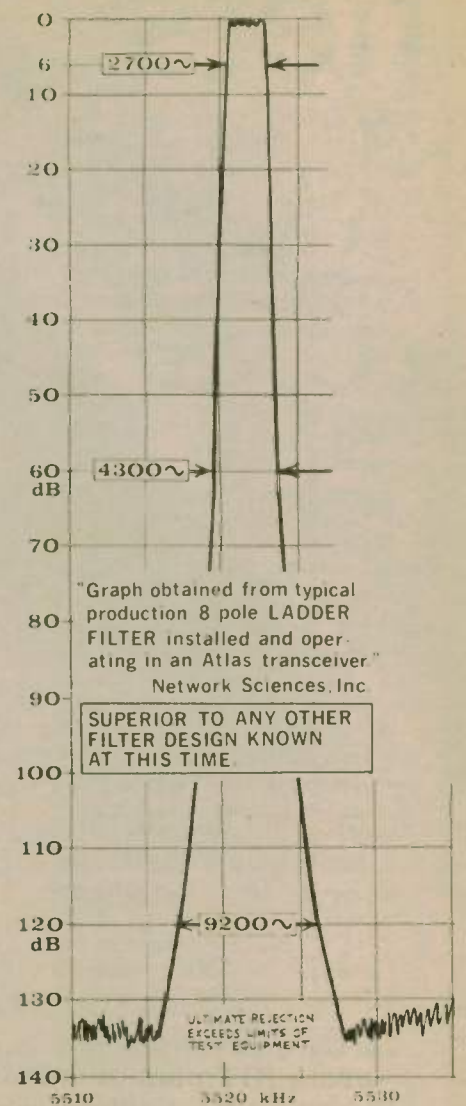 0
6
2700~
10
20
30
40
50
4300~
60
dB
70
"Graph obtained from typical
production 8 pole LADDER
FILTER installed and oper-
ating in an Atlas transceiver"
Network Sciences, Inc
80
90
SUPERIOR TO ANY OTHER
FILTER DESIGN KNOWN
AT THIS TIME.
100
110
9200~
120
dB
130
ULTIMATE REJECTION
EXCEEDS LIMITS OF
TEST EQUIPMENT
140
5510 5520 kHz 5530